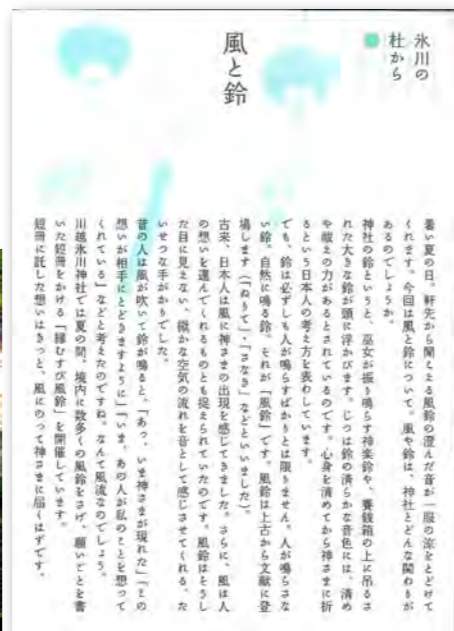 氷川の
杜から
風と鈴
暑い夏の日。軒先から聞こえる風鈴の澄んだ音が一服の涼をとどけて
くれます。今回は風と鈴について。風や鈴は、神社とどんな関わりが
あるのでしょうか。
神社の鈴というと、巫女が振り鳴らす神楽鈴や、賽銭箱の上に吊るさ
れた大きな鈴が頭に浮かびます。じつは鈴の清らかな音色には、清め
や祓えの力があるとされているのです。心身を清めてから神さまに祈
るという日本人の考え方を表わしています。
でも、鈴は必ずしも人が鳴らすばかりとは限りません。人が鳴らさな
い鈴。自然に鳴る鈴。それが「風鈴」です。風鈴は上古から文献に登
場します（「ぬりて」・「さなき」などといいました）。
古来、日本人は風に神さまの出現を感じてきました。さらに、風は人
の想いを運んでくれるものとも捉えられていたのです。風鈴はそうし
た目に見えない、微かな空気の流れを音として感じさせてくれる、た
いせつな手がかりでした。
昔の人は風が吹いて鈴が鳴ると、「あっ、いま神さまが現れた」「この
想いが相手にとどきますように」「いま、あの人が私のことを想って
くれている」などと考えたのですね。なんて風流なのでしょう。
川越氷川神社では夏の間、境内に数多くの風鈴をさげ、願いごとを書
いた短冊をかける「縁むすび風鈴」を開催しています。
短冊に託した想いはきっと、風にのって神さまに届くはずです。